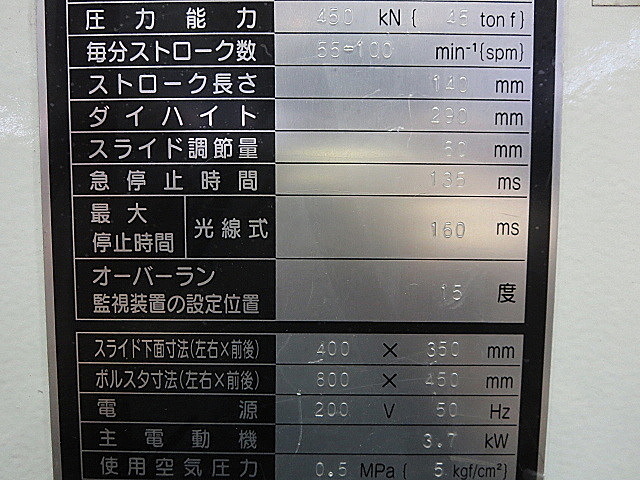 圧力能力 450 kN { 45 tonf}
毎分ストローク数 55-100 min⁻¹{spm}
ストローク長さ 140 mm
ダイハイト 290 mm
スライド調節量 60 mm
急停止時間 135 ms
最大停止時間 光線式 160 ms
オーバーラン
監視装置の設定位置 15 度
スライド下面寸法(左右×前後) 400 × 350 mm
ボルスタ寸法(左右×前後) 800 × 450 mm
電源 200 V 50 Hz
主電動機 3.7 kW
使用空気圧力 0.5 MPa { 5 kgf/cm²}